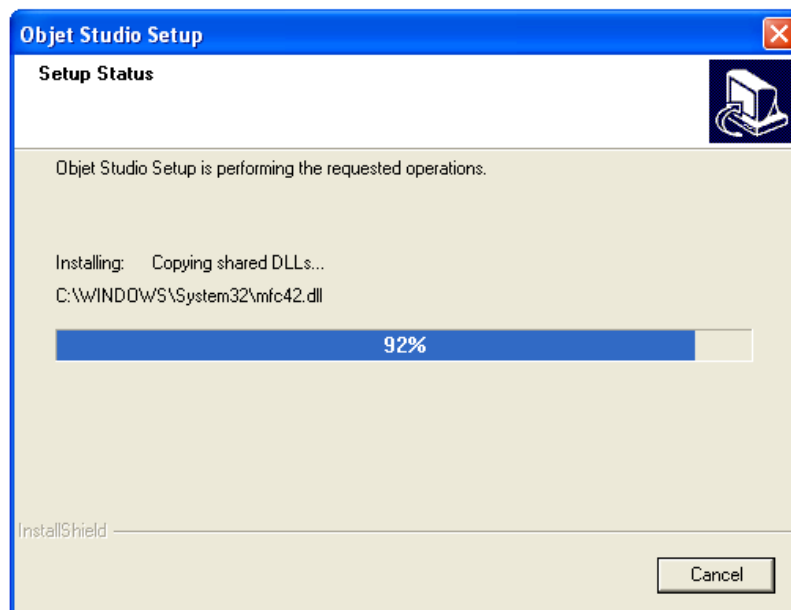 Objet Studio Setup
Setup Status
Objet Studio Setup is performing the requested operations.
Installing: Copying shared DLLs...
C:\WINDOWS\System32\mfc42.dll
92%
InstallShield
Cancel